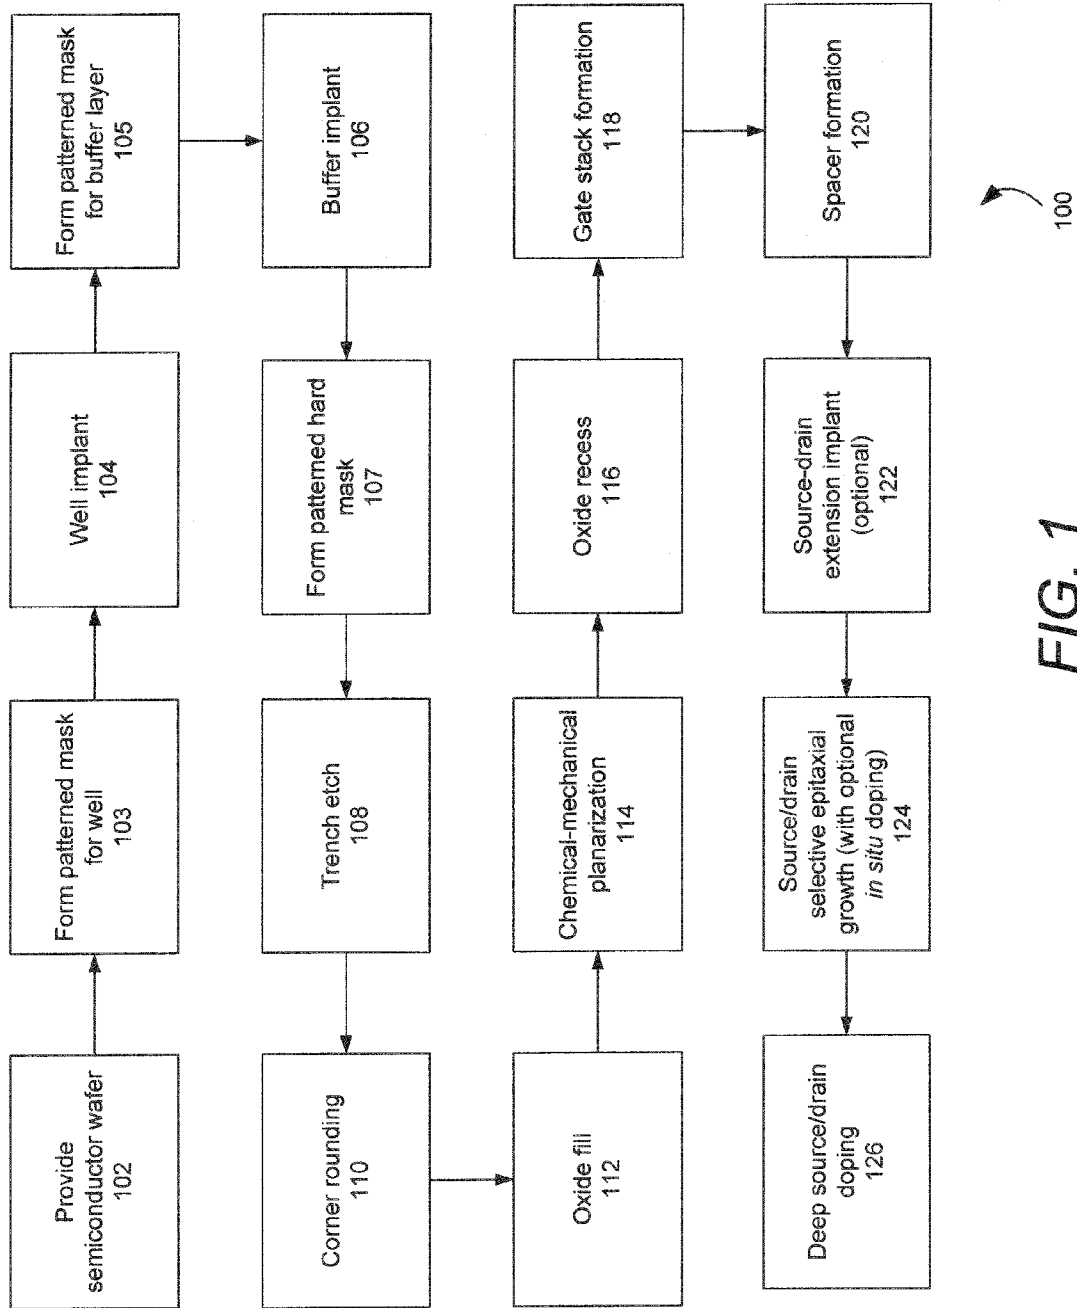 Provide
semiconductor wafer
102
Form patterned mask
for well
103
Well implant
104
Form patterned mask
for buffer layer
105
Buffer implant
106
Form patterned hard
mask
107
Trench etch
108
Corner rounding
110
Oxide fill
112
Chemical-mechanical
planarization
114
Oxide recess
116
Gate stack formation
118
Spacer formation
120
Source-drain
extension implant
(optional)
122
Source/drain
selective epitaxial
growth (with optional
in situ doping)
124
Deep source/drain
doping
126
100
FIG. 1